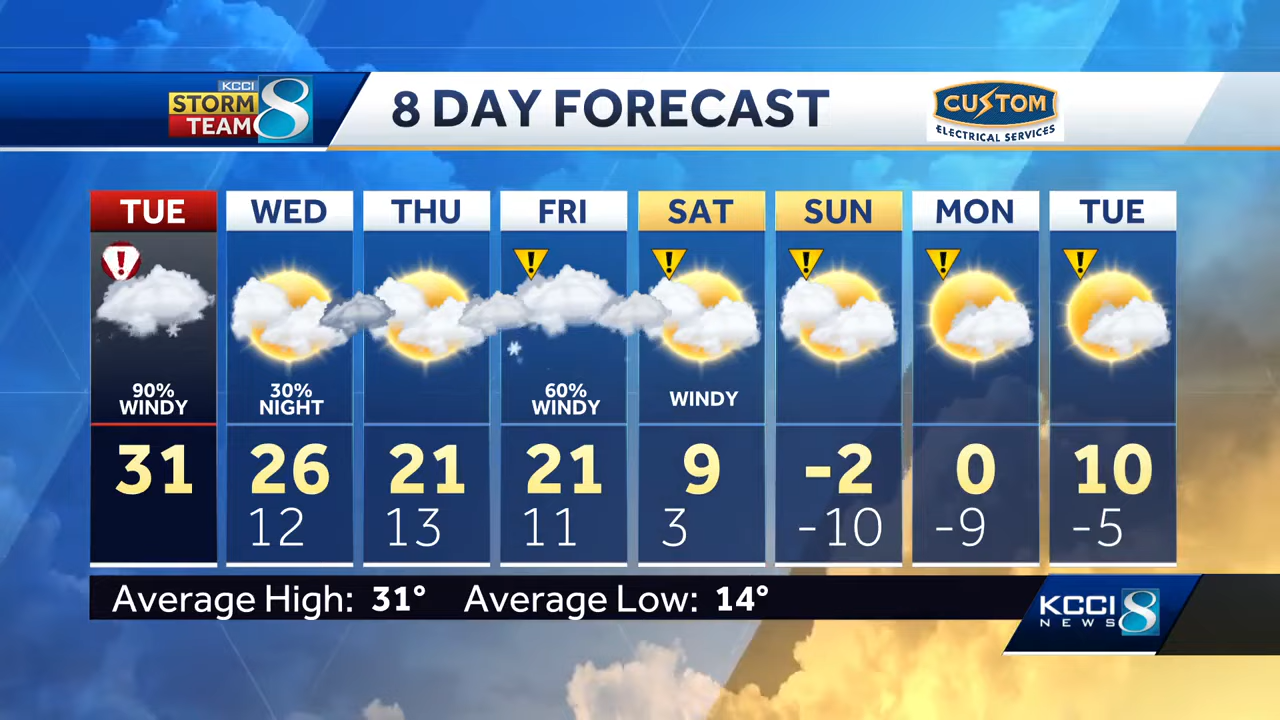 KCCI
STORM
TEAM 8
8 DAY FORECAST
CUSTOM
ELECTRICAL SERVICES
TUE WED THU FRI SAT SUN MON TUE
! ! ! ! ! !
90% 30% 60%
WINDY NIGHT WINDY WINDY
31 26 21 21 9 -2 0 10
12 13 11 3 -10 -9 -5
Average High: 31° Average Low: 14°
KCCI 8
NEWS